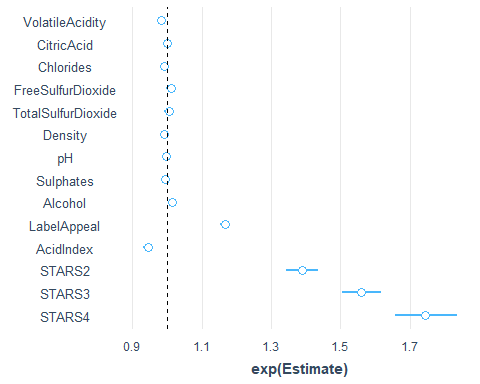 VolatileAcidity
CitricAcid
Chlorides
FreeSulfurDioxide
TotalSulfurDioxide
Density
pH
Sulphates
Alcohol
LabelAppeal
AcidIndex
STARS2
STARS3
STARS4
0.9 1.1 1.3 1.5 1.7
exp(Estimate)